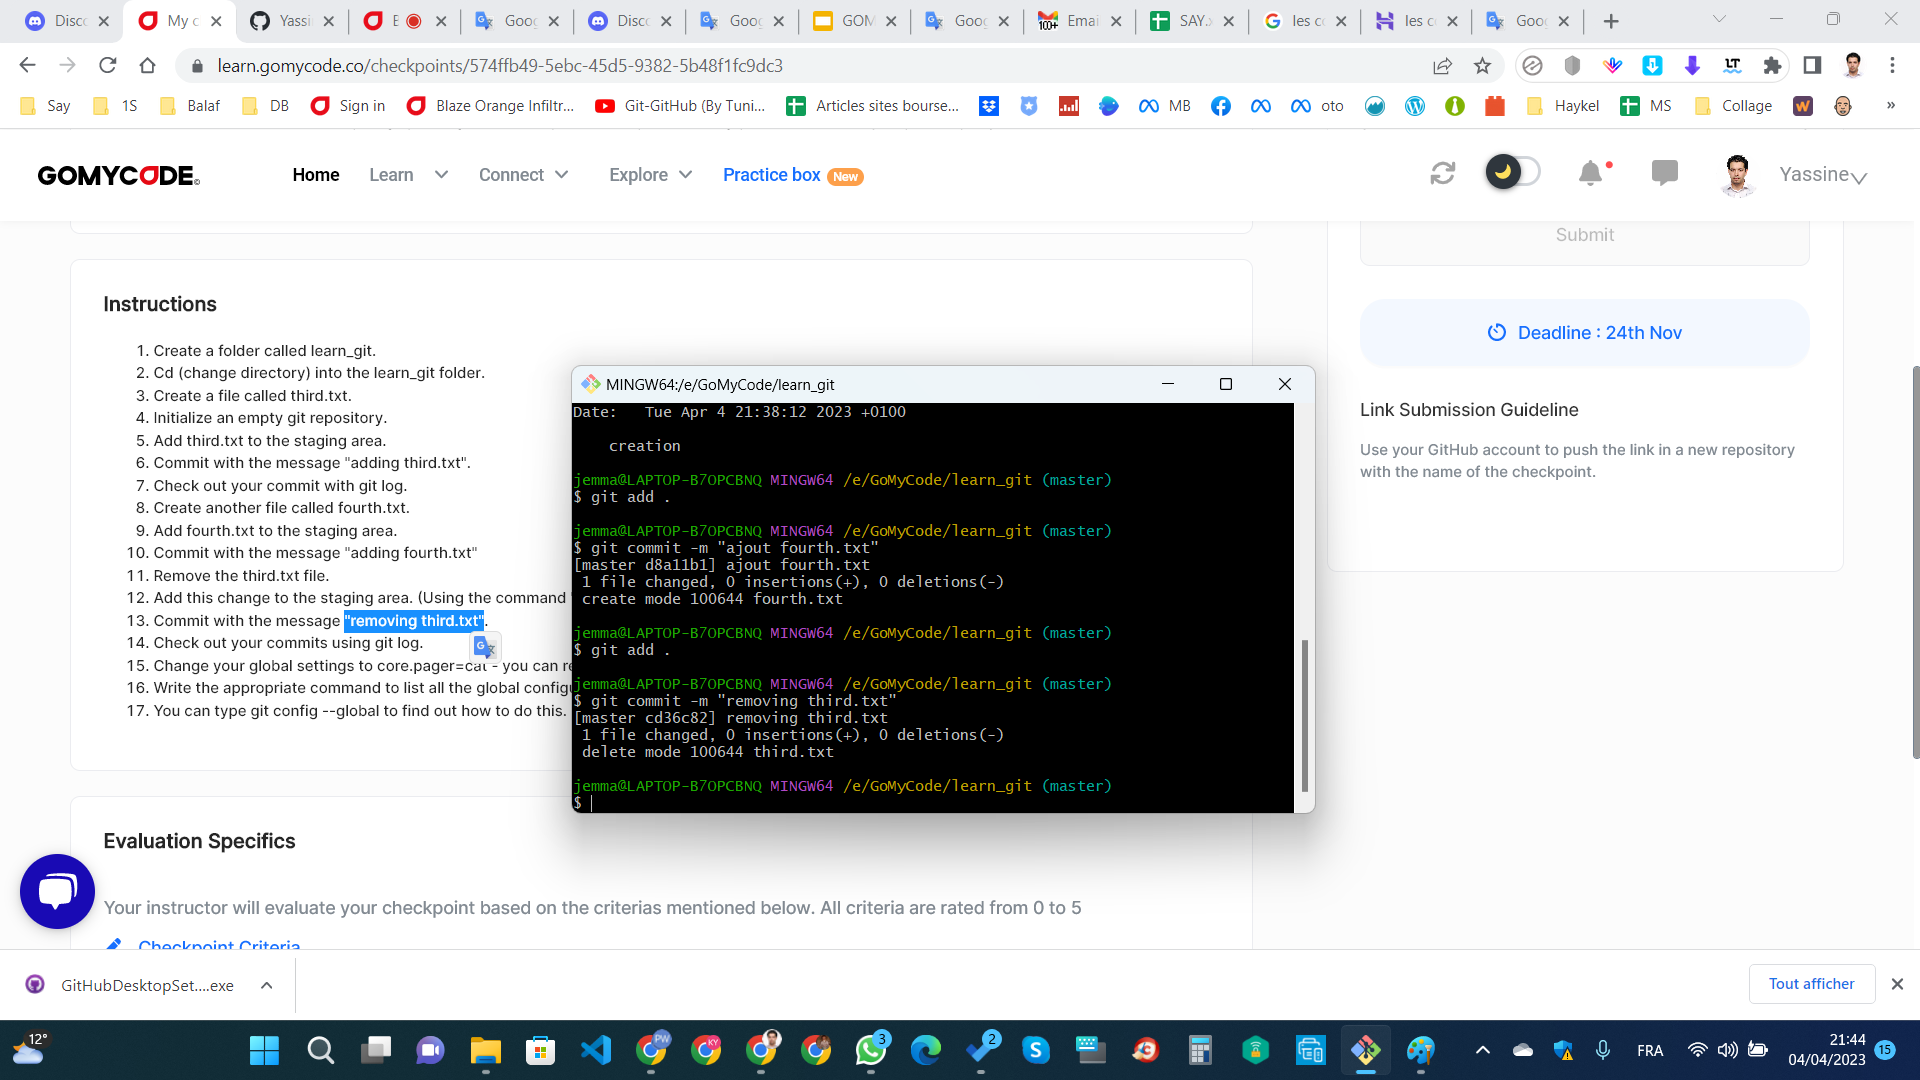 Disco
My c
Yassi
B
Goo
Disco
Goo
GOM
Goo
Emai
SAY.
les c
les c
Goo
learn.gomycode.co/checkpoints/574ffb49-5ebc-45d5-9382-5b48f1fc9dc3
Say
1S
Balaf
DB
Sign in
Blaze Orange Infiltr...
Git-GitHub (By Tuni...
Articles sites bourse...
MB
oto
Haykel
MS
Collage
»
GOMYCODE
Home
Learn
Connect
Explore
Practice box New
Yassine
Submit
Instructions
1. Create a folder called learn_git.
2. Cd (change directory) into the learn_git folder.
3. Create a file called third.txt.
4. Initialize an empty git repository.
5. Add third.txt to the staging area.
6. Commit with the message "adding third.txt".
7. Check out your commit with git log.
8. Create another file called fourth.txt.
9. Add fourth.txt to the staging area.
10. Commit with the message "adding fourth.txt"
11. Remove the third.txt file.
12. Add this change to the staging area. (Using the command "
13. Commit with the message "removing third.txt".
14. Check out your commits using git log.
15. Change your global settings to core.pager=cat - you can re
16. Write the appropriate command to list all the global configu
17. You can type git config --global to find out how to do this.
Deadline : 24th Nov
Link Submission Guideline
Use your GitHub account to push the link in a new repository
with the name of the checkpoint.
MINGW64:/e/GoMyCode/learn_git
Date:   Tue Apr 4 21:38:12 2023 +0100
creation
jemma@LAPTOP-B7OPCBNQ MINGW64 /e/GoMyCode/learn_git (master)
$ git add .
jemma@LAPTOP-B7OPCBNQ MINGW64 /e/GoMyCode/learn_git (master)
$ git commit -m "ajout fourth.txt"
[master d8a11b1] ajout fourth.txt
1 file changed, 0 insertions(+), 0 deletions(-)
create mode 100644 fourth.txt
jemma@LAPTOP-B7OPCBNQ MINGW64 /e/GoMyCode/learn_git (master)
$ git add .
jemma@LAPTOP-B7OPCBNQ MINGW64 /e/GoMyCode/learn_git (master)
$ git commit -m "removing third.txt"
[master cd36c82] removing third.txt
1 file changed, 0 insertions(+), 0 deletions(-)
delete mode 100644 third.txt
jemma@LAPTOP-B7OPCBNQ MINGW64 /e/GoMyCode/learn_git (master)
$
Evaluation Specifics
Your instructor will evaluate your checkpoint based on the criterias mentioned below. All criteria are rated from 0 to 5
Checkpoint Criteria
GitHubDesktopSet....exe
Tout afficher
12°
3
2
FRA
21:44
04/04/2023
15